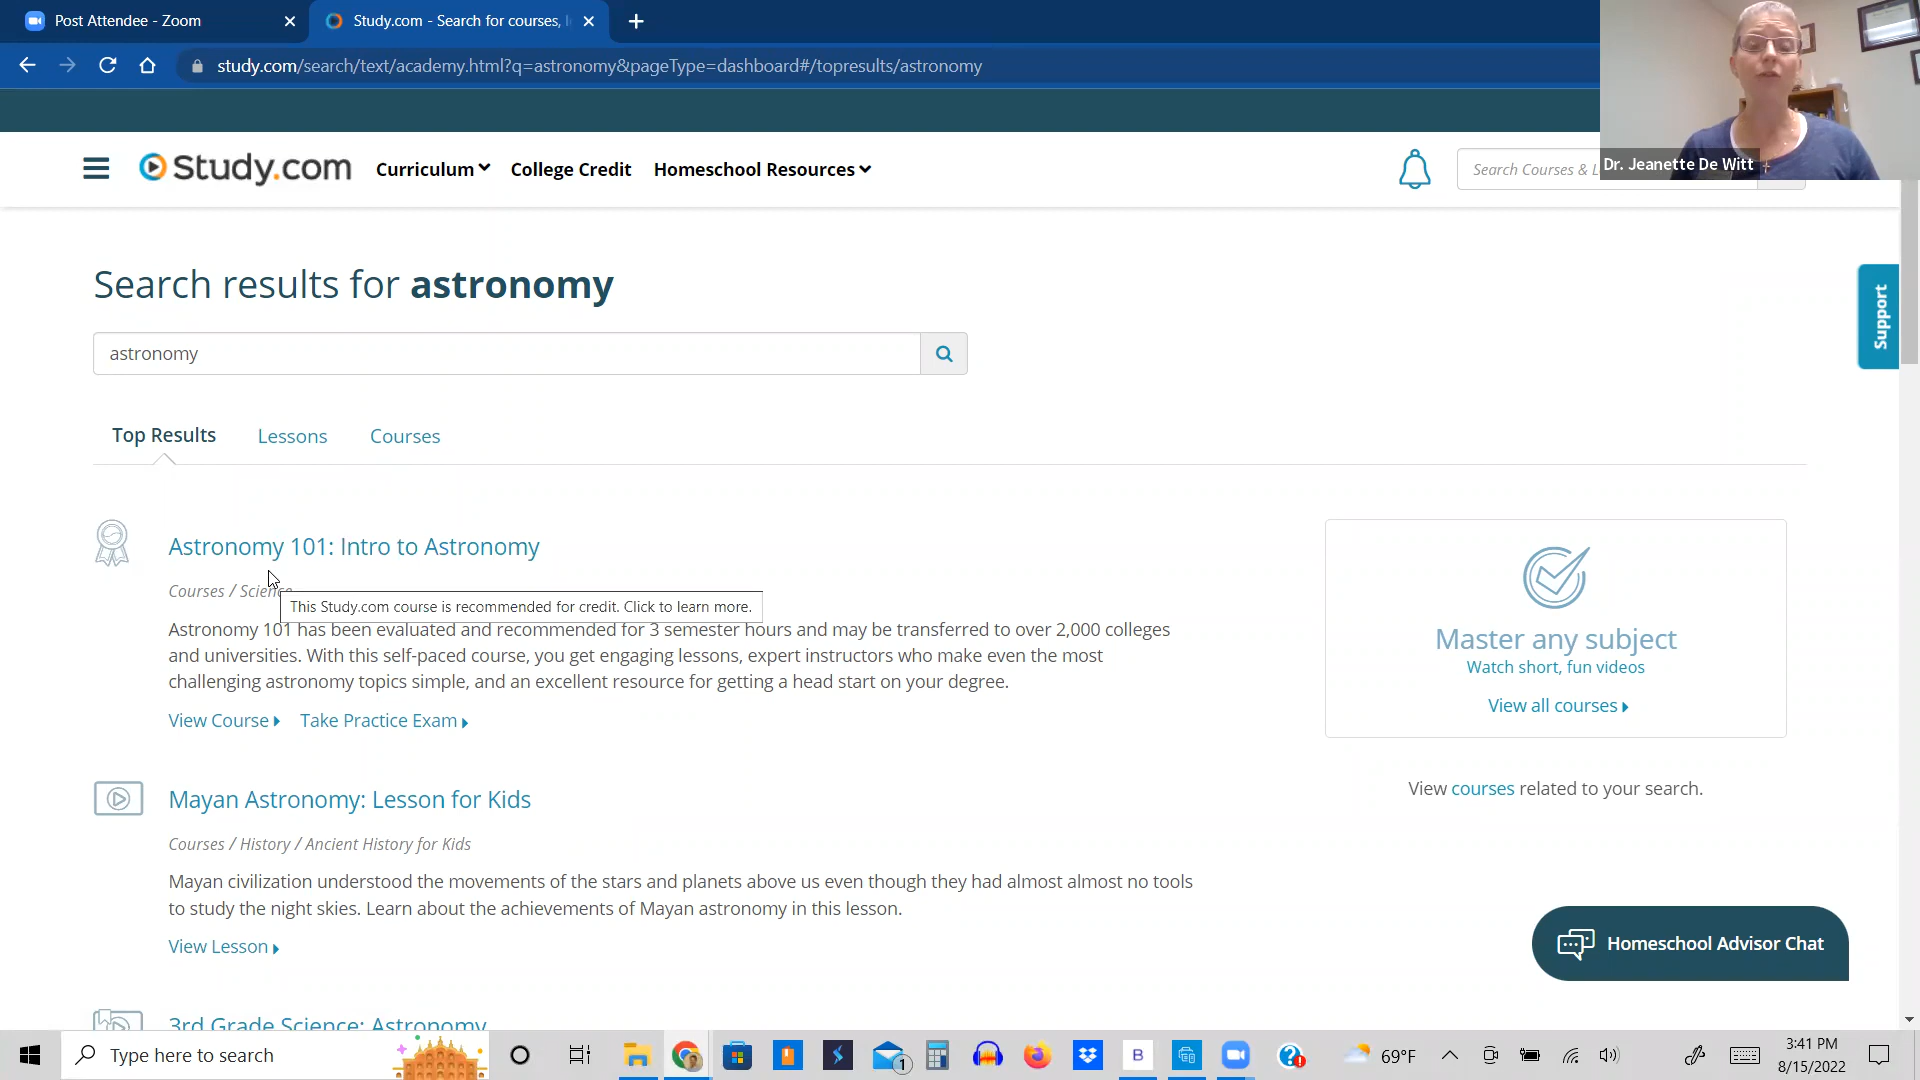 Post Attendee - Zoom
Study.com - Search for courses,
study.com/search/text/academy.html?q=astronomy&pageType=dashboard#/topresults/astronomy
Dr. Jeanette De Witt
Study.com
Curriculum
College Credit
Homeschool Resources
Search Courses & L
Support
Search results for astronomy
astronomy
Top Results
Lessons
Courses
Astronomy 101: Intro to Astronomy
Courses / Science
This Study.com course is recommended for credit. Click to learn more.
Astronomy 101 has been evaluated and recommended for 3 semester hours and may be transferred to over 2,000 colleges
and universities. With this self-paced course, you get engaging lessons, expert instructors who make even the most
challenging astronomy topics simple, and an excellent resource for getting a head start on your degree.
View Course
Take Practice Exam
Master any subject
Watch short, fun videos
View all courses
View courses related to your search.
Mayan Astronomy: Lesson for Kids
Courses / History / Ancient History for Kids
Mayan civilization understood the movements of the stars and planets above us even though they had almost almost no tools
to study the night skies. Learn about the achievements of Mayan astronomy in this lesson.
View Lesson
Homeschool Advisor Chat
3rd Grade Science: Astronomy
Type here to search
1
B
69°F
3:41 PM
8/15/2022